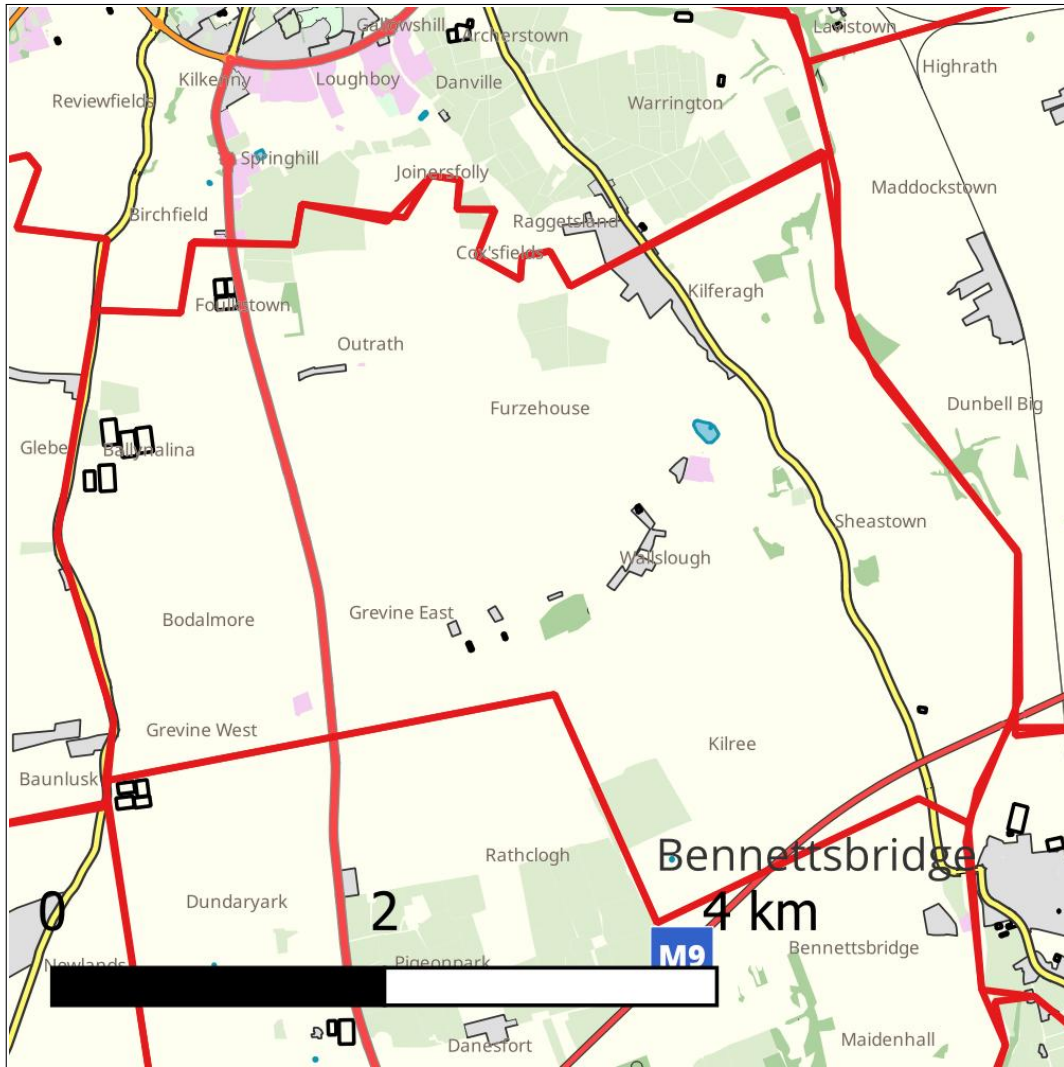 Gallowshill
Archerstown
Lavistown
Kilkenny
Loughboy
Danville
Highrath
Reviewfields
Warrington
Springhill
Joinersfolly
Maddockstown
Birchfield
Raggetsland
Cox'sfields
Kilferagh
Foulkstown
Outrath
Furzehouse
Dunbell Big
Glebe
Ballynalina
Sheastown
Wallslough
Bodalmore
Grevine East
Grevine West
Kilree
Baunlusk
Rathclogh
Bennettsbridge
Dundaryark
0
2
4 km
Bennettsbridge
M9
Newlands
Pigeonpark
Danesfort
Maidenhall